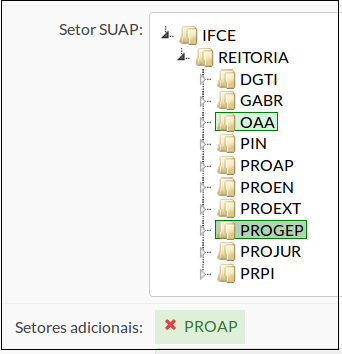 Setor SUAP:
IFCE
REITORIA
DGTI
GABR
OAA
PIN
PROAP
PROEN
PROEXT
PROGEP
PROJUR
PRPI
Setores adicionais: PROAP